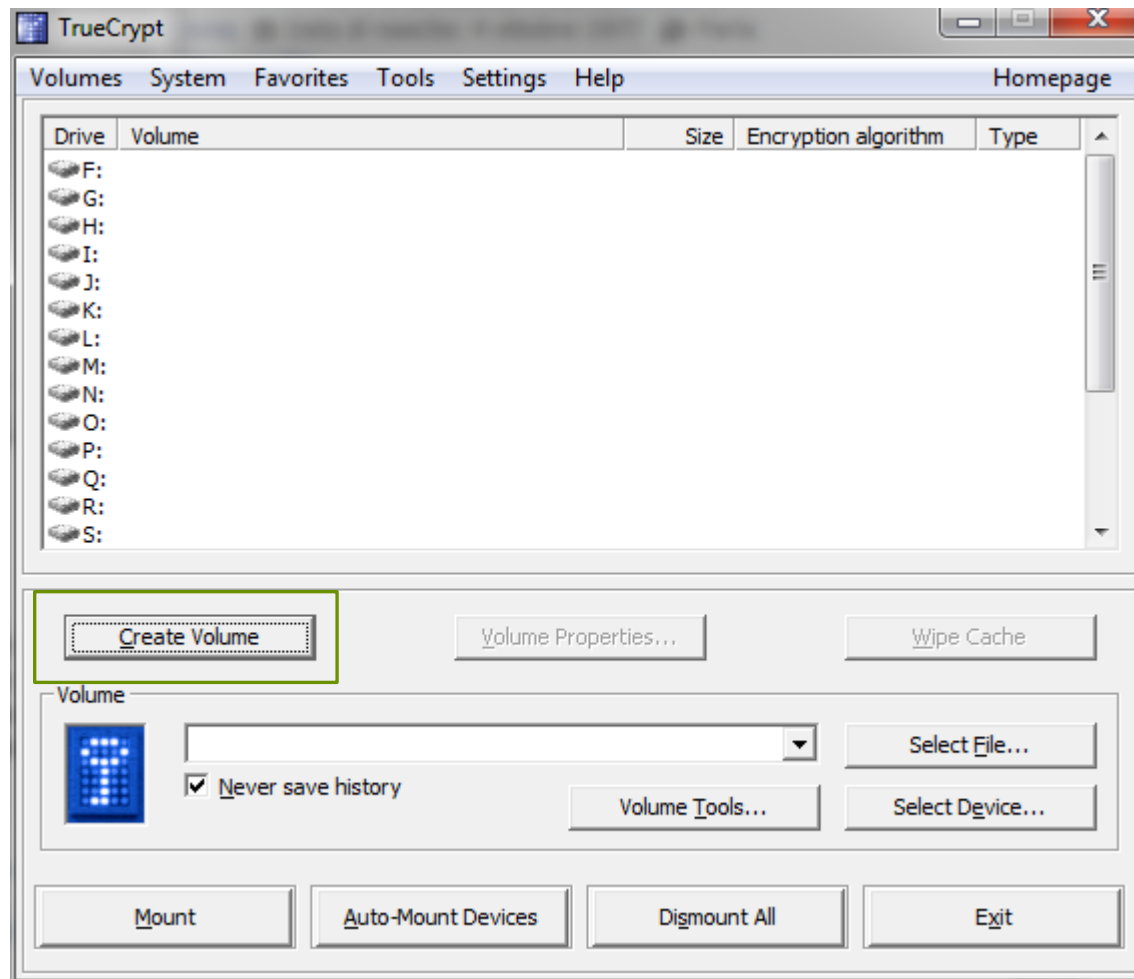 TrueCrypt
Volumes System Favorites Tools Settings Help Homepage
Drive Volume Size Encryption algorithm Type
F:
G:
H:
I:
J:
K:
L:
M:
N:
O:
P:
Q:
R:
S:
Create Volume Volume Properties... Wipe Cache
Volume
Select File...
Never save history
Volume Tools... Select Device...
Mount Auto-Mount Devices Dismount All Exit